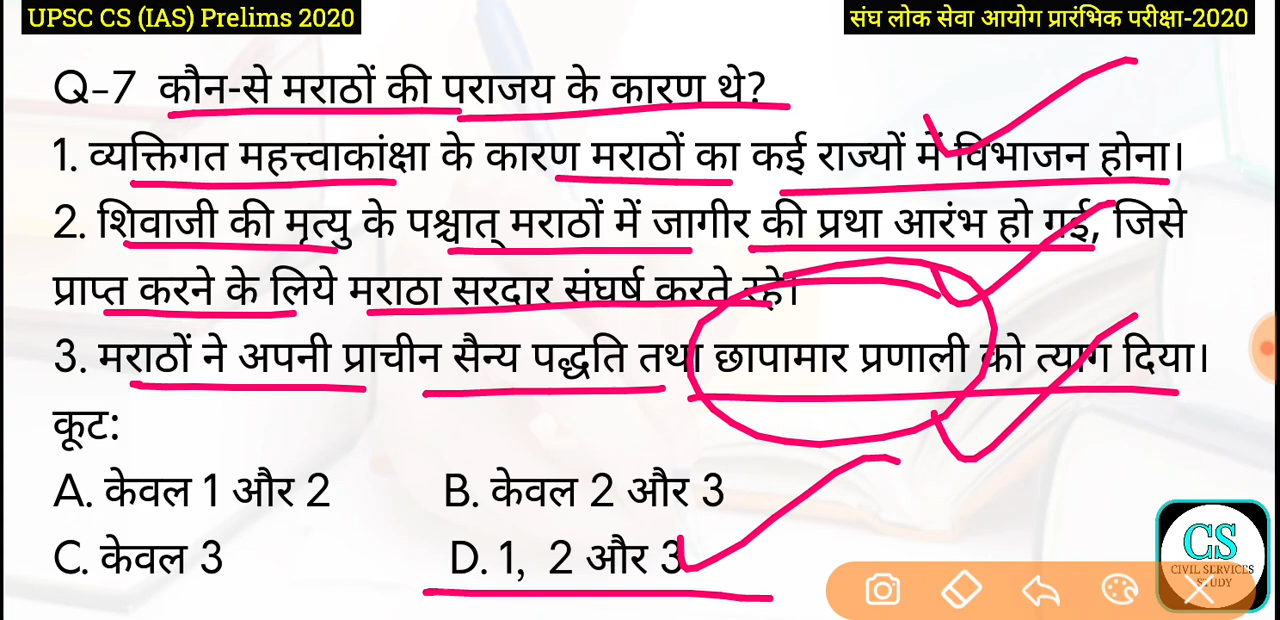 UPSC CS (IAS) Prelims 2020
संघ लोक सेवा आयोग प्रारंभिक परीक्षा-2020
Q-7 कौन-से मराठों की पराजय के कारण थे?
1. व्यक्तिगत महत्त्वाकांक्षा के कारण मराठों का कई राज्यों में विभाजन होना।
2. शिवाजी की मृत्यु के पश्चात् मराठों में जागीर की प्रथा आरंभ हो गई, जिसे
प्राप्त करने के लिये मराठा सरदार संघर्ष करते रहे।
3. मराठों ने अपनी प्राचीन सैन्य पद्धति तथा छापामार प्रणाली को त्याग दिया।
कूट:
A. केवल 1 और 2 B. केवल 2 और 3
C. केवल 3 D. 1, 2 और 3
CS
CIVIL SERVICES
STUDY